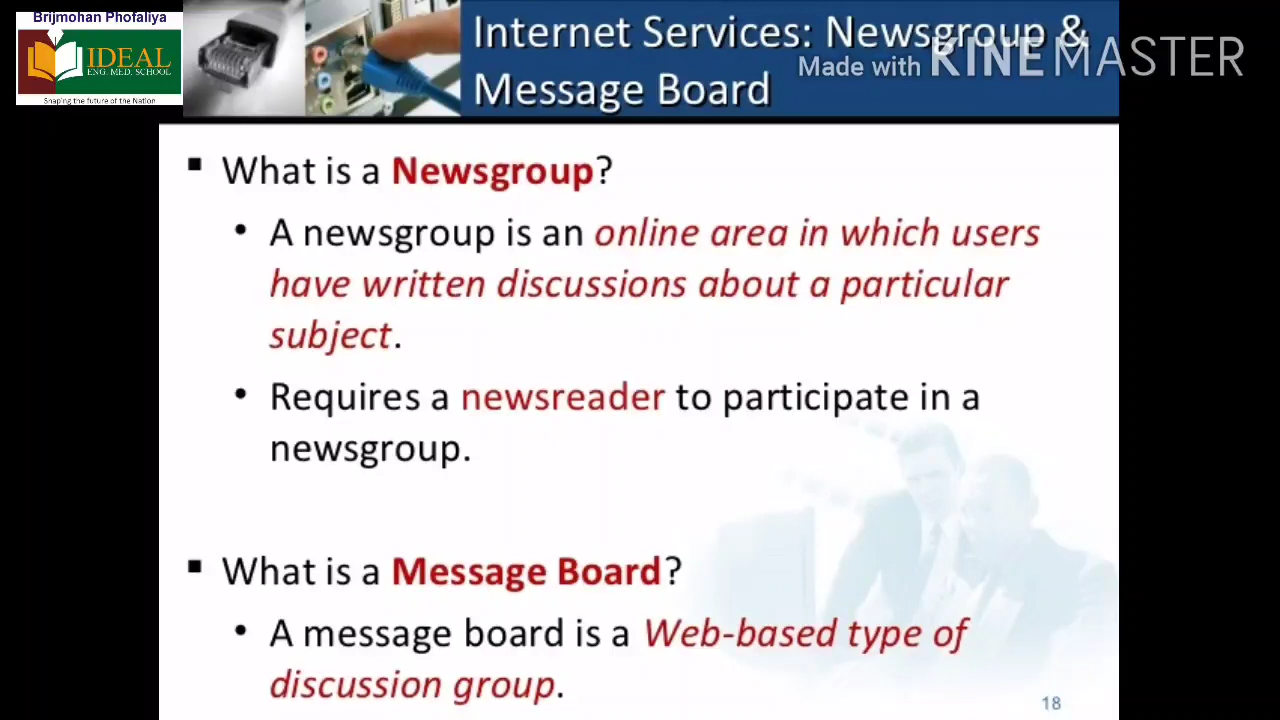 Brijmohan Phofaliya
IDEAL
ENG. MED. SCHOOL
Shaping the future of the Nation
Internet Services: Newsgroup &
Made with KINEMASTER
Message Board
▪ What is a Newsgroup?
• A newsgroup is an online area in which users
have written discussions about a particular
subject.
• Requires a newsreader to participate in a
newsgroup.
▪ What is a Message Board?
• A message board is a Web-based type of
discussion group.
18